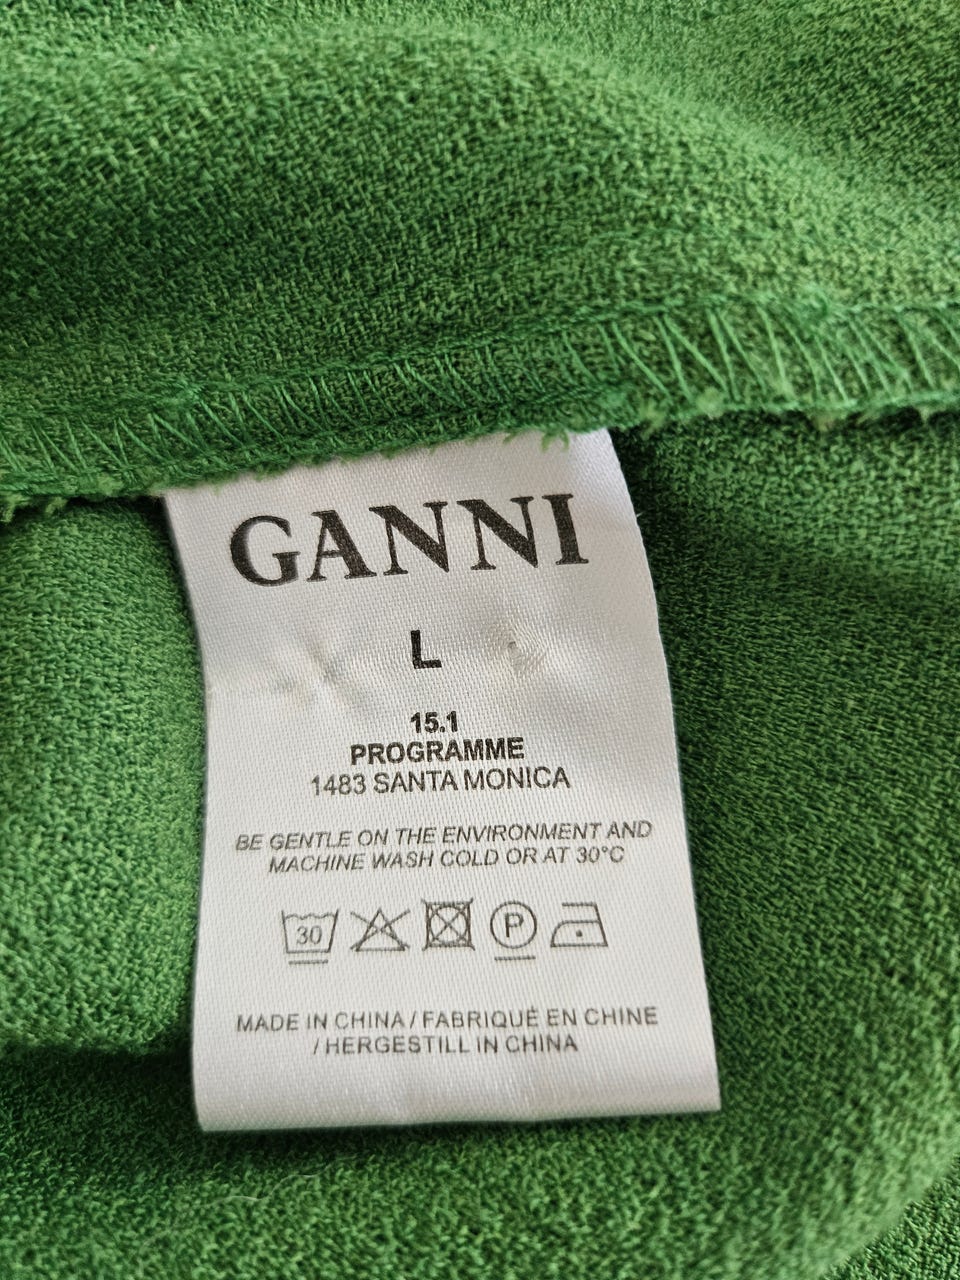 GANNI
L
15.1
PROGRAMME
1483 SANTA MONICA
BE GENTLE ON THE ENVIRONMENT AND
MACHINE WASH COLD OR AT 30°C
30 P
MADE IN CHINA / FABRIQUÉ EN CHINE
/ HERGESTILL IN CHINA